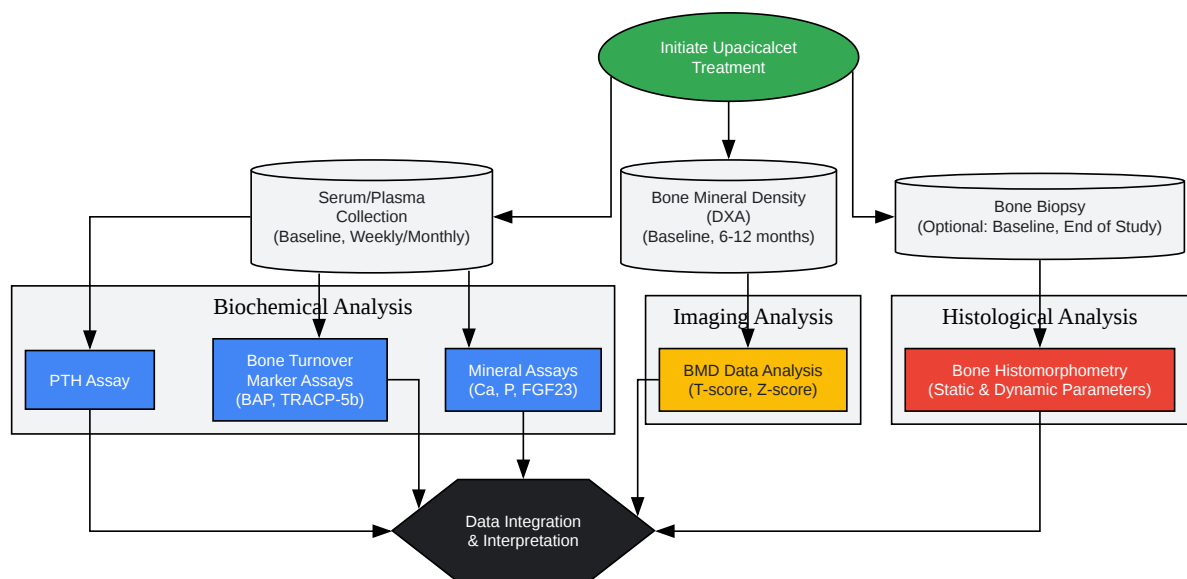 Initiate Upacicalcet
Treatment
Serum/Plasma
Collection
(Baseline, Weekly/Monthly)
Bone Mineral Density
(DXA)
(Baseline, 6-12 months)
Bone Biopsy
(Optional: Baseline, End of Study)
Biochemical Analysis
Imaging Analysis
Histological Analysis
PTH Assay
Bone Turnover
Marker Assays
(BAP, TRACP-5b)
Mineral Assays
(Ca, P, FGF23)
BMD Data Analysis
(T-score, Z-score)
Bone Histomorphometry
(Static & Dynamic Parameters)
Data Integration
& Interpretation